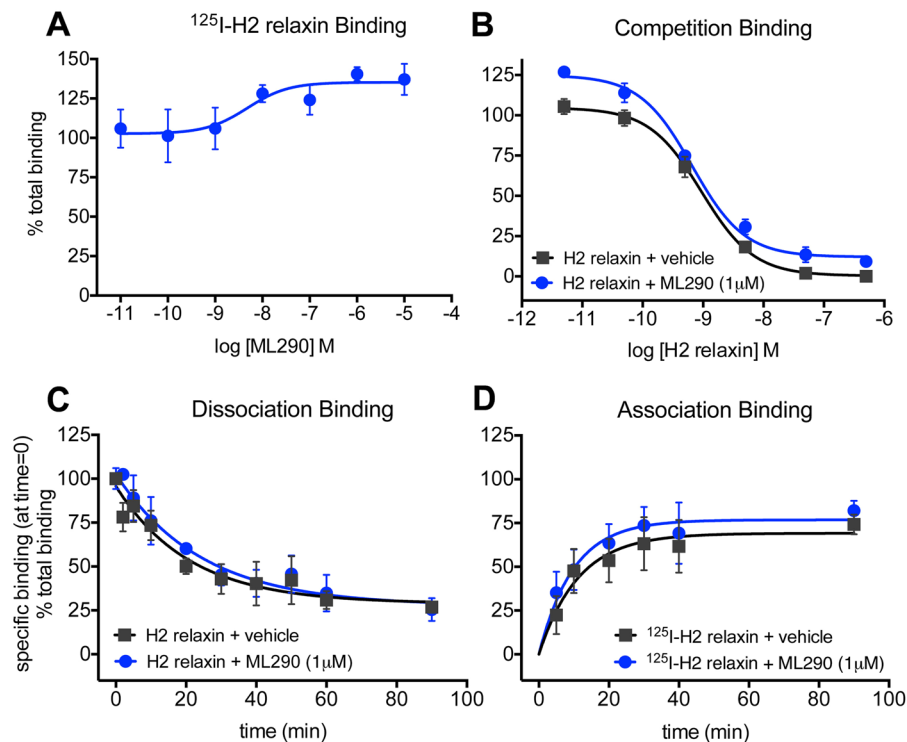 A
¹²⁵I-H2 relaxin Binding
% total binding
150
125
100
75
50
25
0
-11 -10 -9 -8 -7 -6 -5 -4
log [ML290] M
B
Competition Binding
125
100
75
50
25
0
H2 relaxin + vehicle
H2 relaxin + ML290 (1μM)
-12 -11 -10 -9 -8 -7 -6
log [H2 relaxin] M
C
Dissociation Binding
specific binding (at time=0)
% total binding
125
100
75
50
25
0
H2 relaxin + vehicle
H2 relaxin + ML290 (1μM)
0 20 40 60 80 100
time (min)
D
Association Binding
125
100
75
50
25
0
¹²⁵I-H2 relaxin + vehicle
¹²⁵I-H2 relaxin + ML290 (1μM)
0 20 40 60 80 100
time (min)